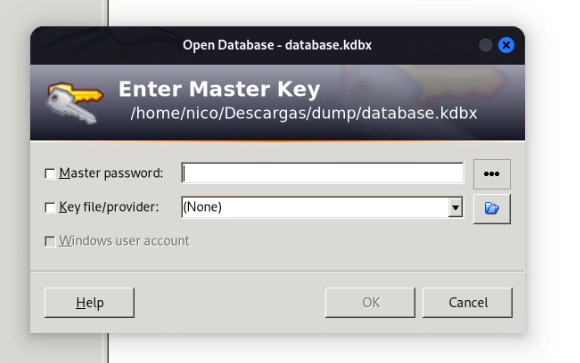 Open Database - database.kdbx
Enter Master Key
/home/nico/Descargas/dump/database.kdbx
Master password:
•••
Key file/provider:
(None)
Windows user account
Help
OK
Cancel